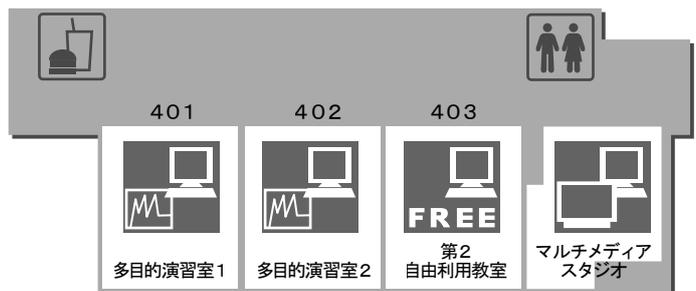 401
402
403
FREE
多目的演習室1
多目的演習室2
第2
自由利用教室
マルチメディア
スタジオ